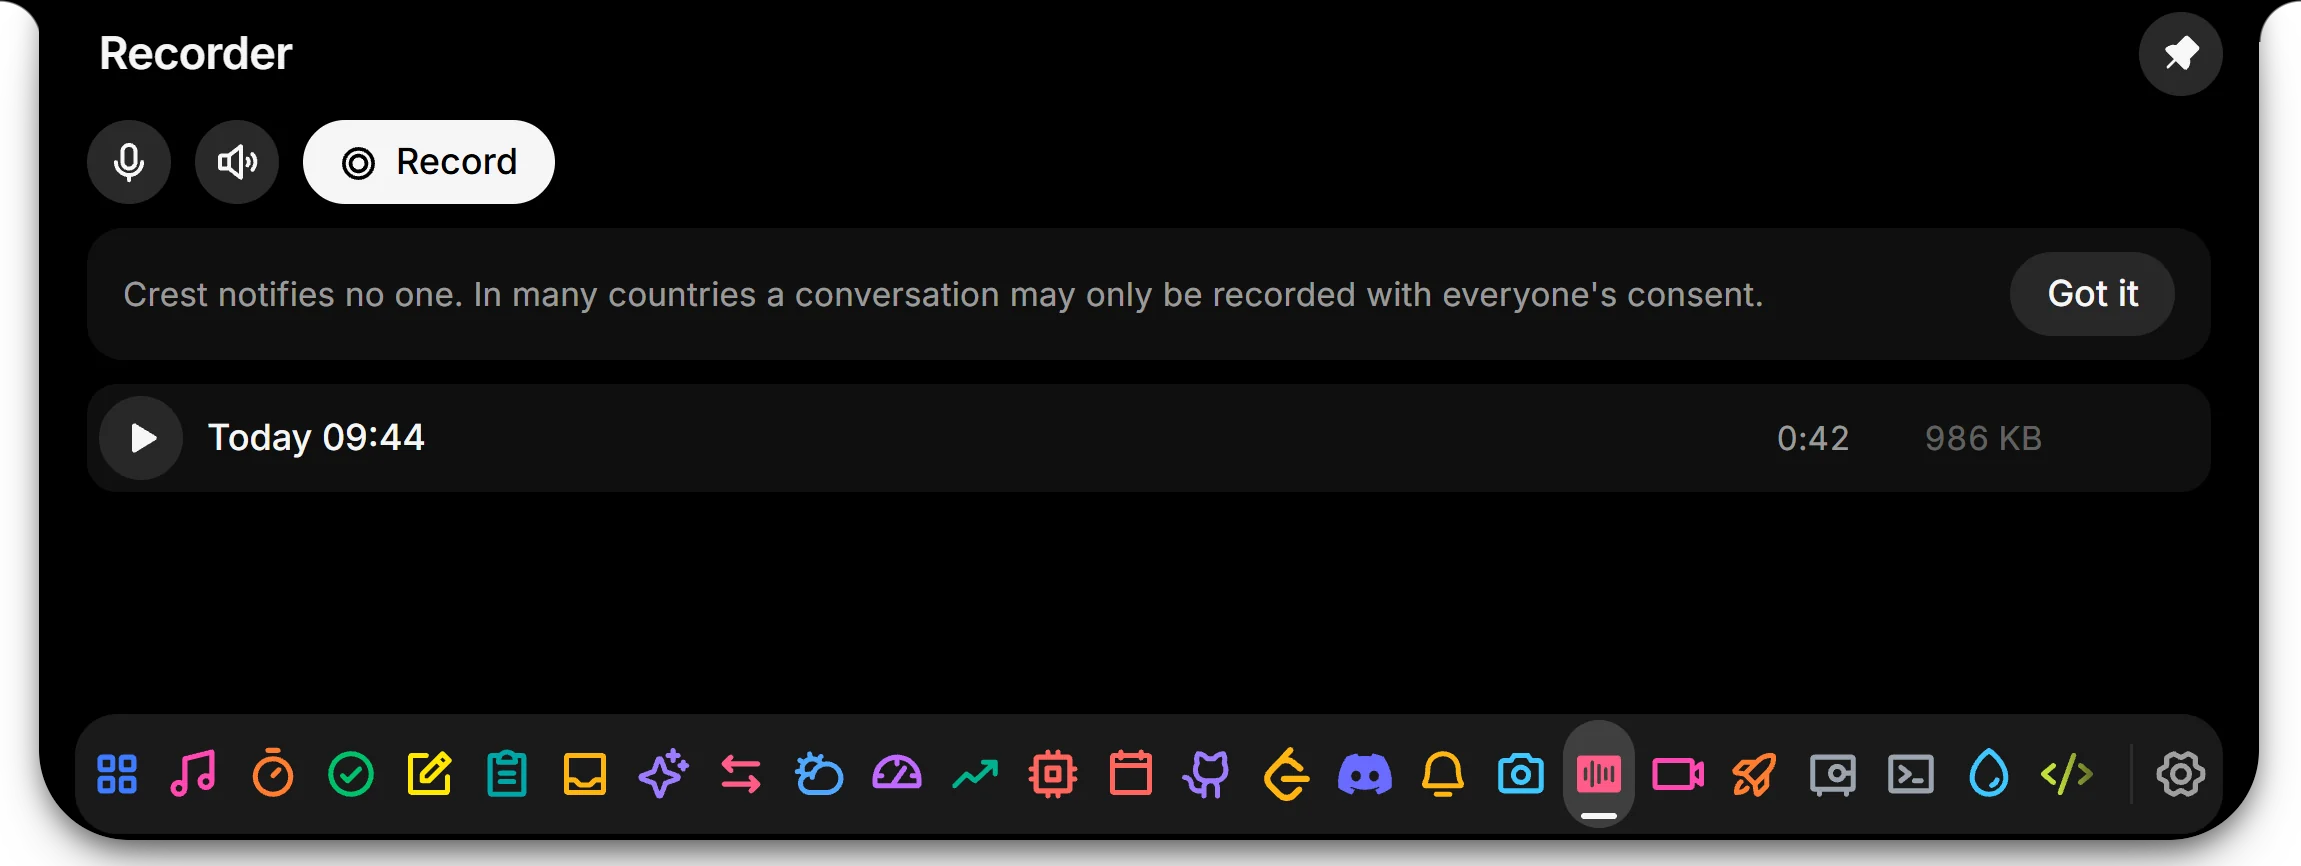 Recorder
Record
Crest notifies no one. In many countries a conversation may only be recorded with everyone's consent.
Got it
Today 09:44
0:42
986 KB